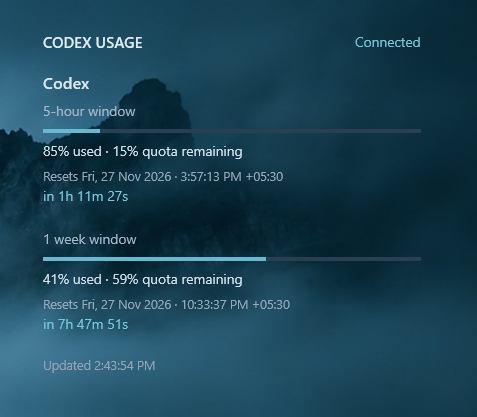 CODEX USAGE
Connected
Codex
5-hour window
85% used · 15% quota remaining
Resets Fri, 27 Nov 2026 · 3:57:13 PM +05:30
in 1h 11m 27s
1 week window
41% used · 59% quota remaining
Resets Fri, 27 Nov 2026 · 10:33:37 PM +05:30
in 7h 47m 51s
Updated 2:43:54 PM